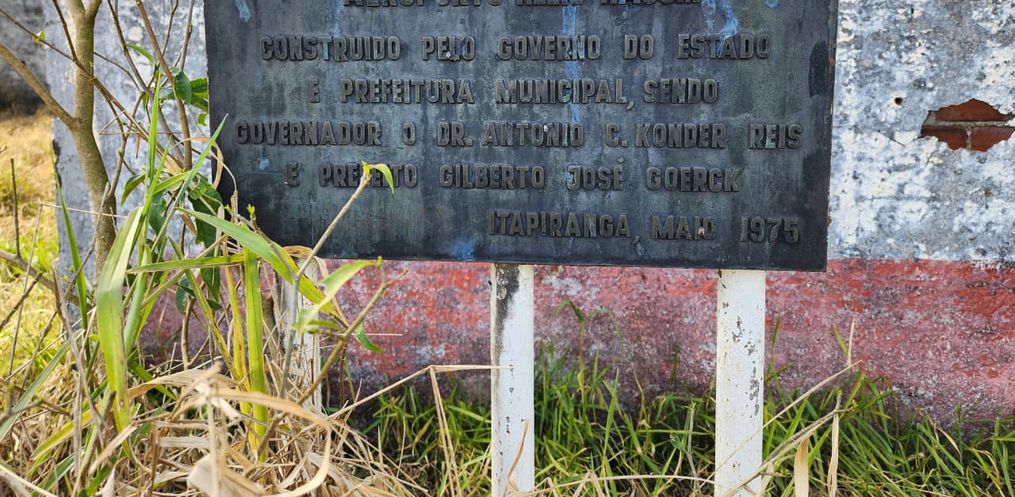 AEROPORTO
CONSTRUIDO PELO GOVERNO DO ESTADO
E PREFEITURA MUNICIPAL, SENDO
GOVERNADOR O DR. ANTONIO C. KONDER REIS
E PREFEITO GILBERTO JOSÉ GOERCK
ITAPIRANGA, MAIO 1975